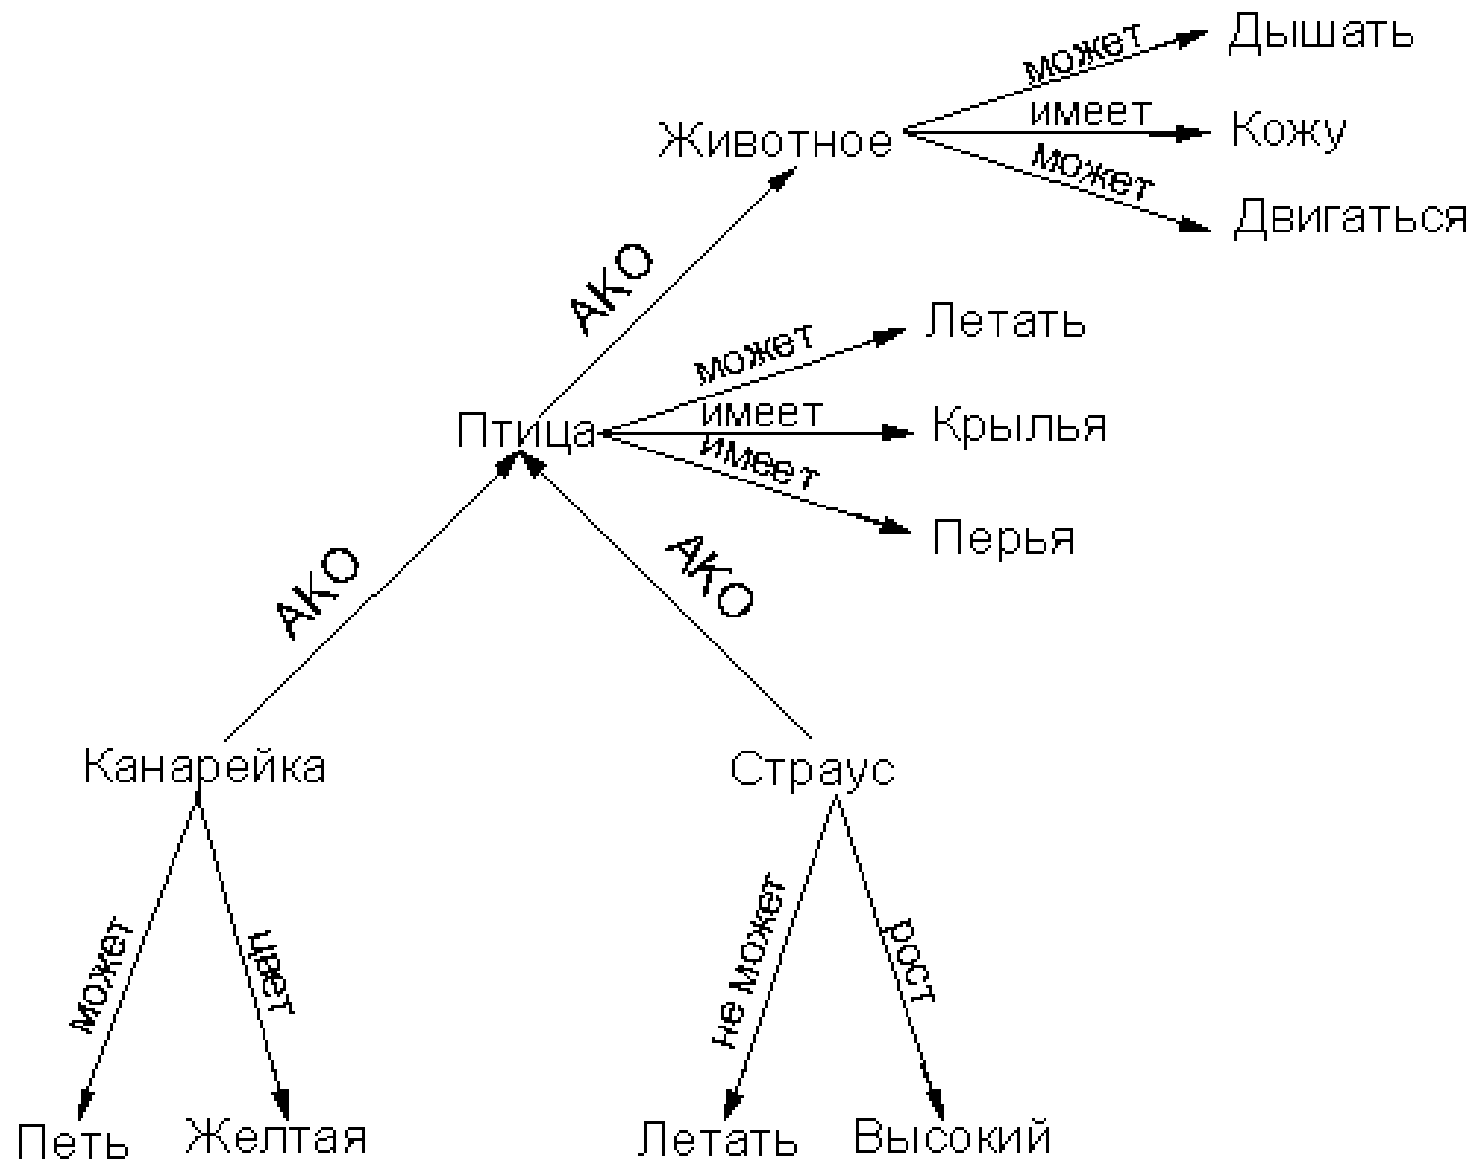 может
Дышать
Животное
имеет
Кожу
может
Двигаться
АКО
может
Летать
Птица
имеет
Крылья
имеет
Перья
АКО
АКО
Канарейка
Страус
может
цвет
не может
рост
Петь
Желтая
Летать
Высокий